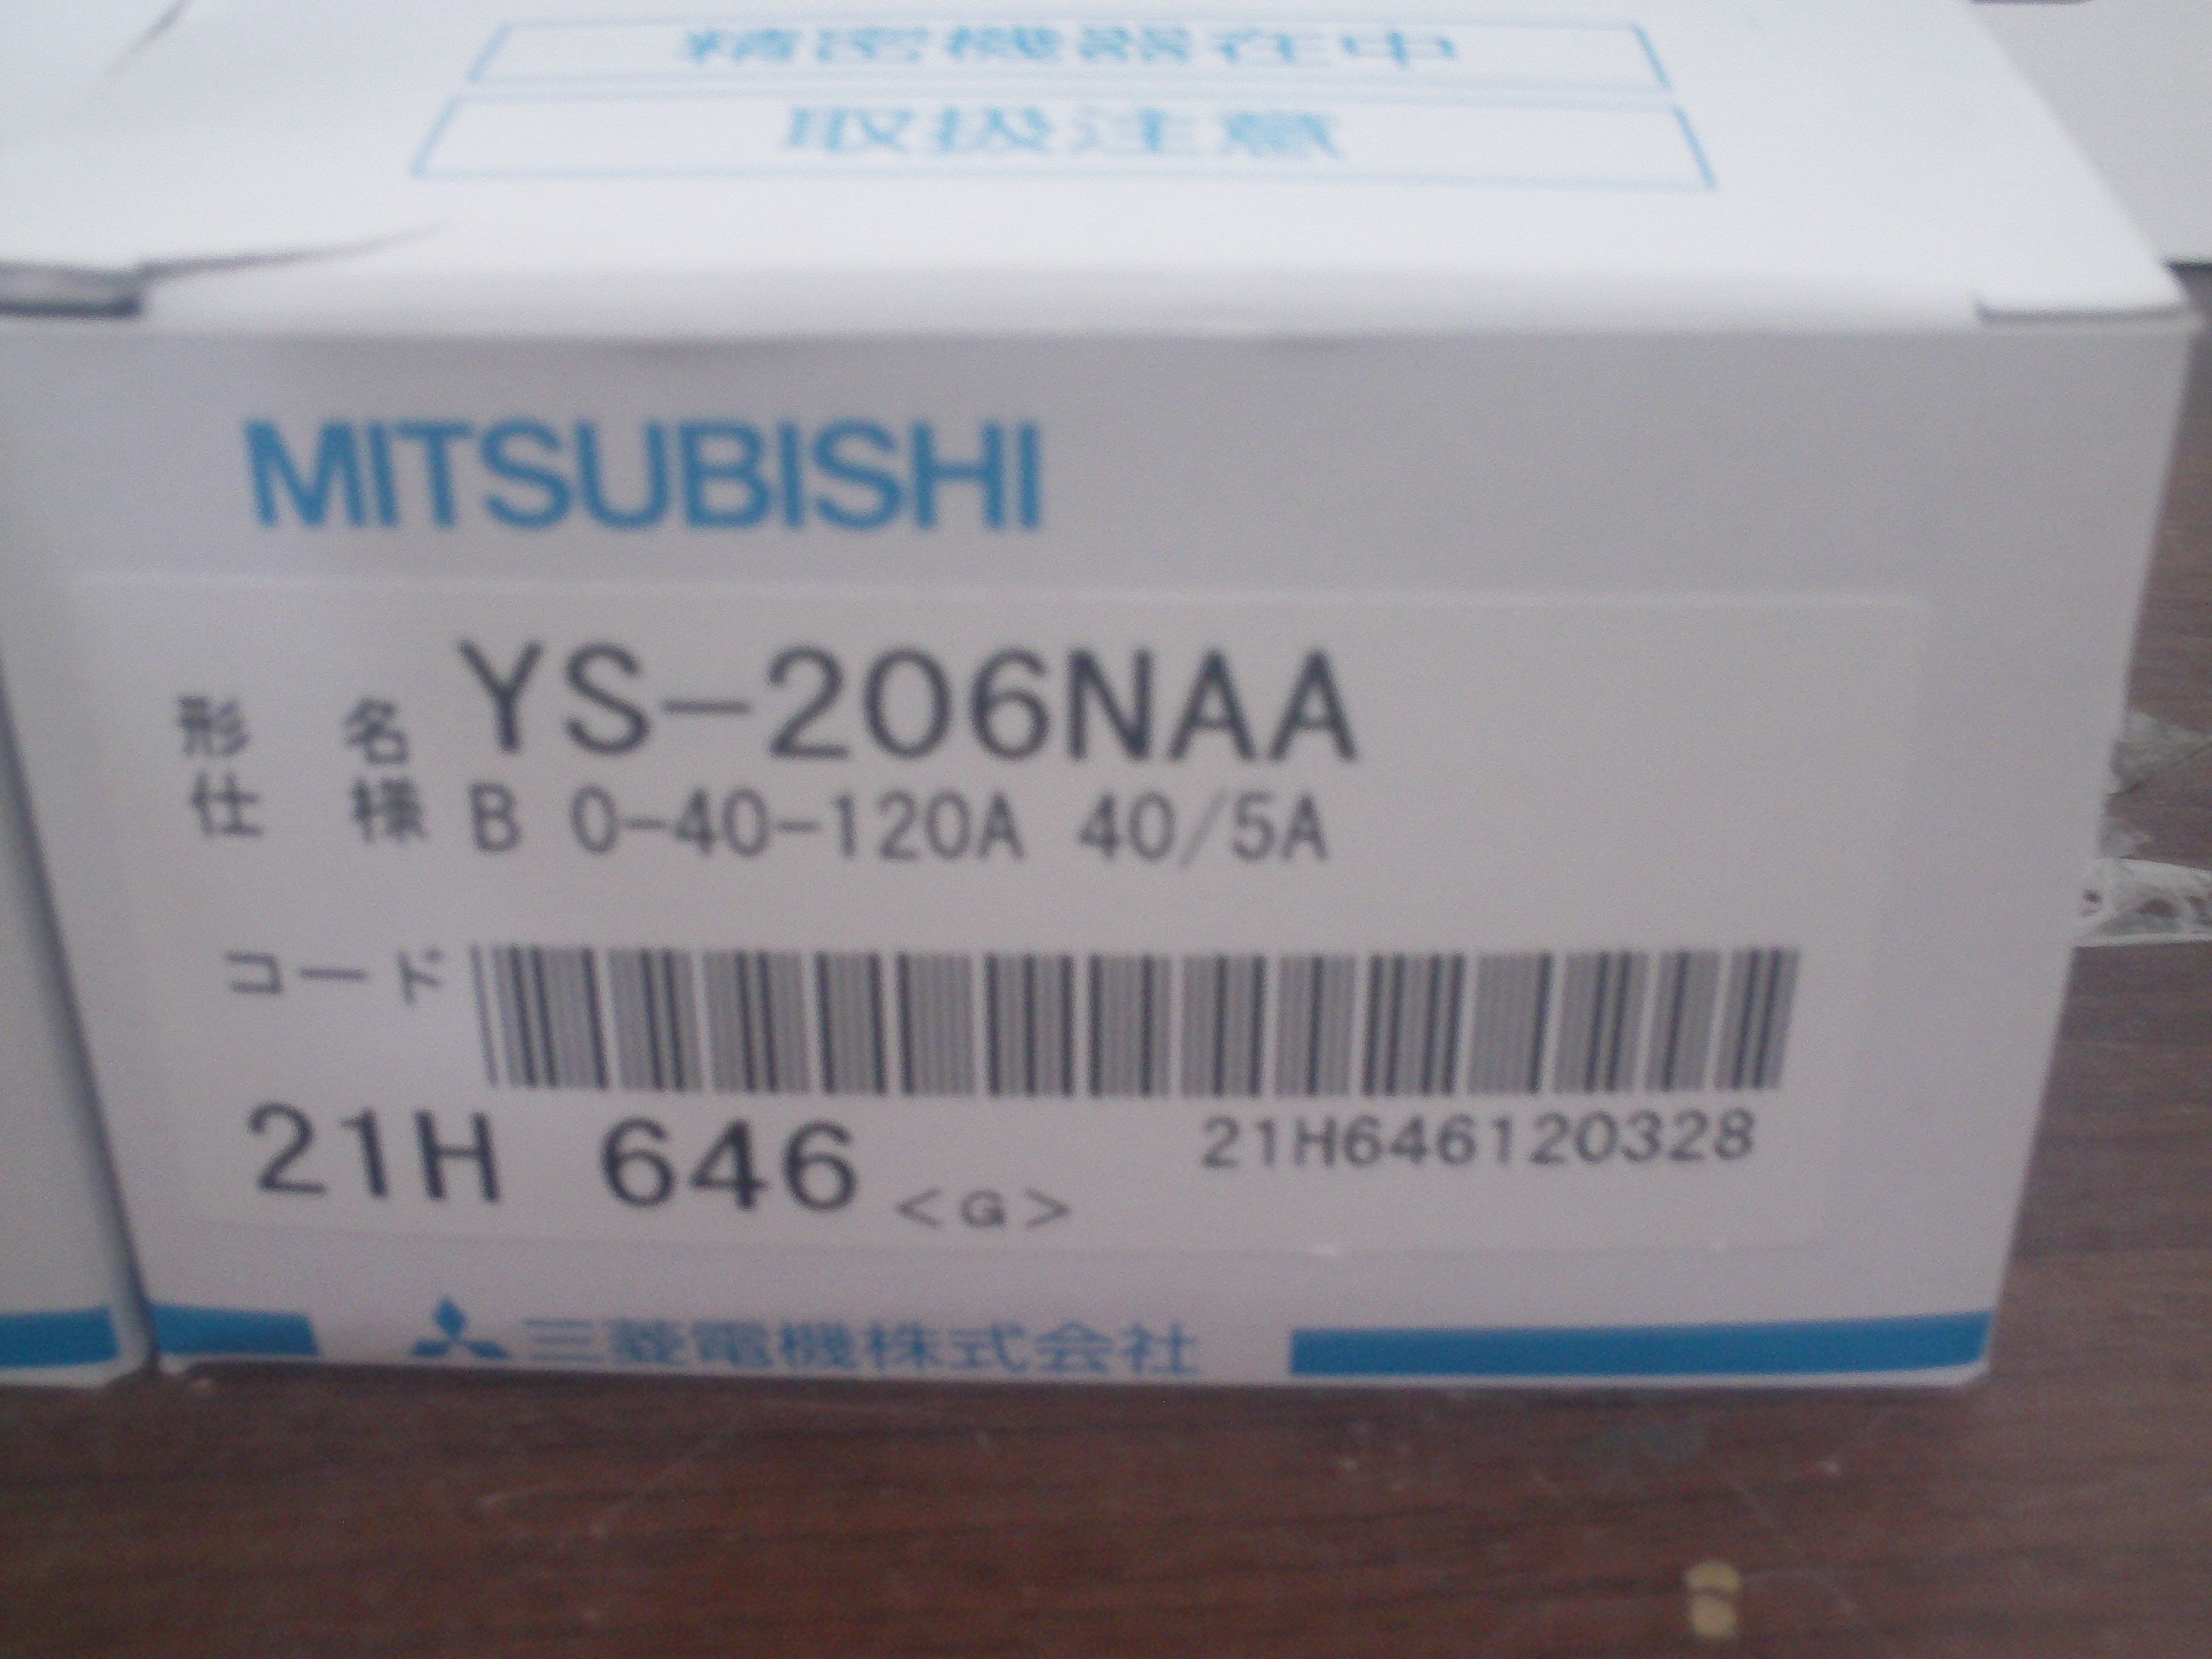 精密機器在中
取扱注意
MITSUBISHI
形 名 YS-206NAA
仕 様 B 0-40-120A 40/5A
コード
21H 646 <G> 21H646120328
三菱電機株式会社